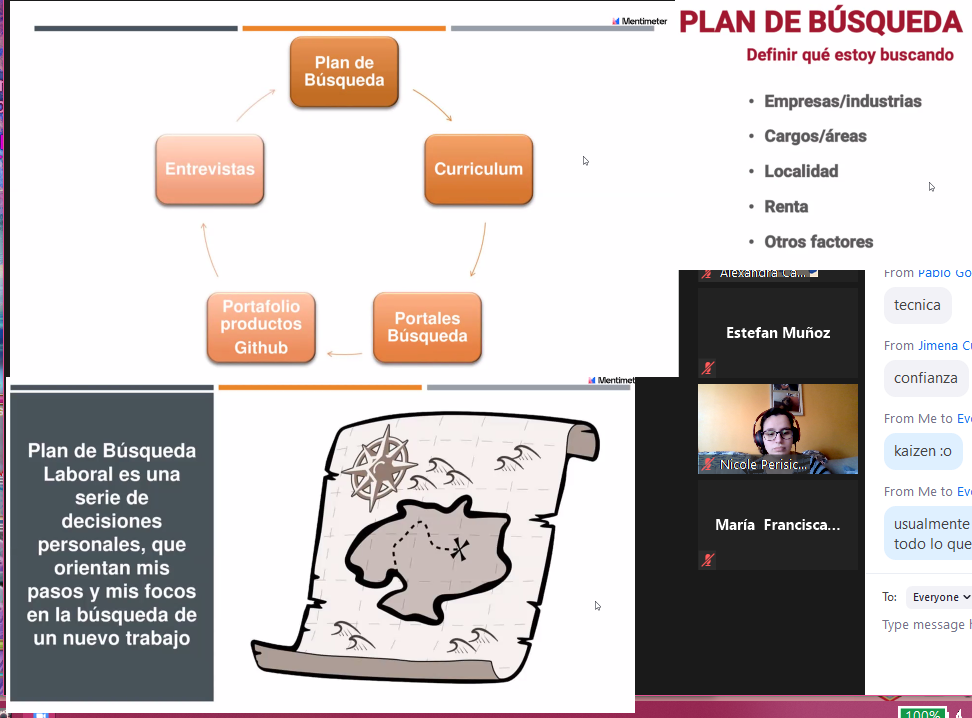 Mentimeter
Plan de
Búsqueda
Entrevistas
Curriculum
Portafolio
productos
Github
Portales
Búsqueda
PLAN DE BÚSQUEDA
Definir qué estoy buscando
• Empresas/industrias
• Cargos/áreas
• Localidad
• Renta
• Otros factores
Mentimet
Plan de Búsqueda
Laboral es una
serie de
decisiones
personales, que
orientan mis
pasos y mis focos
en la búsqueda de
un nuevo trabajo
Alexandra Ca...
Estefan Muñoz
Nicole Perisic...
María Francisca...
From Pablo Go
tecnica
From Jimena Cu
confianza
From Me to Eve
kaizen :o
From Me to Eve
usualmente
todo lo que
To: Everyone
Type message h
100%